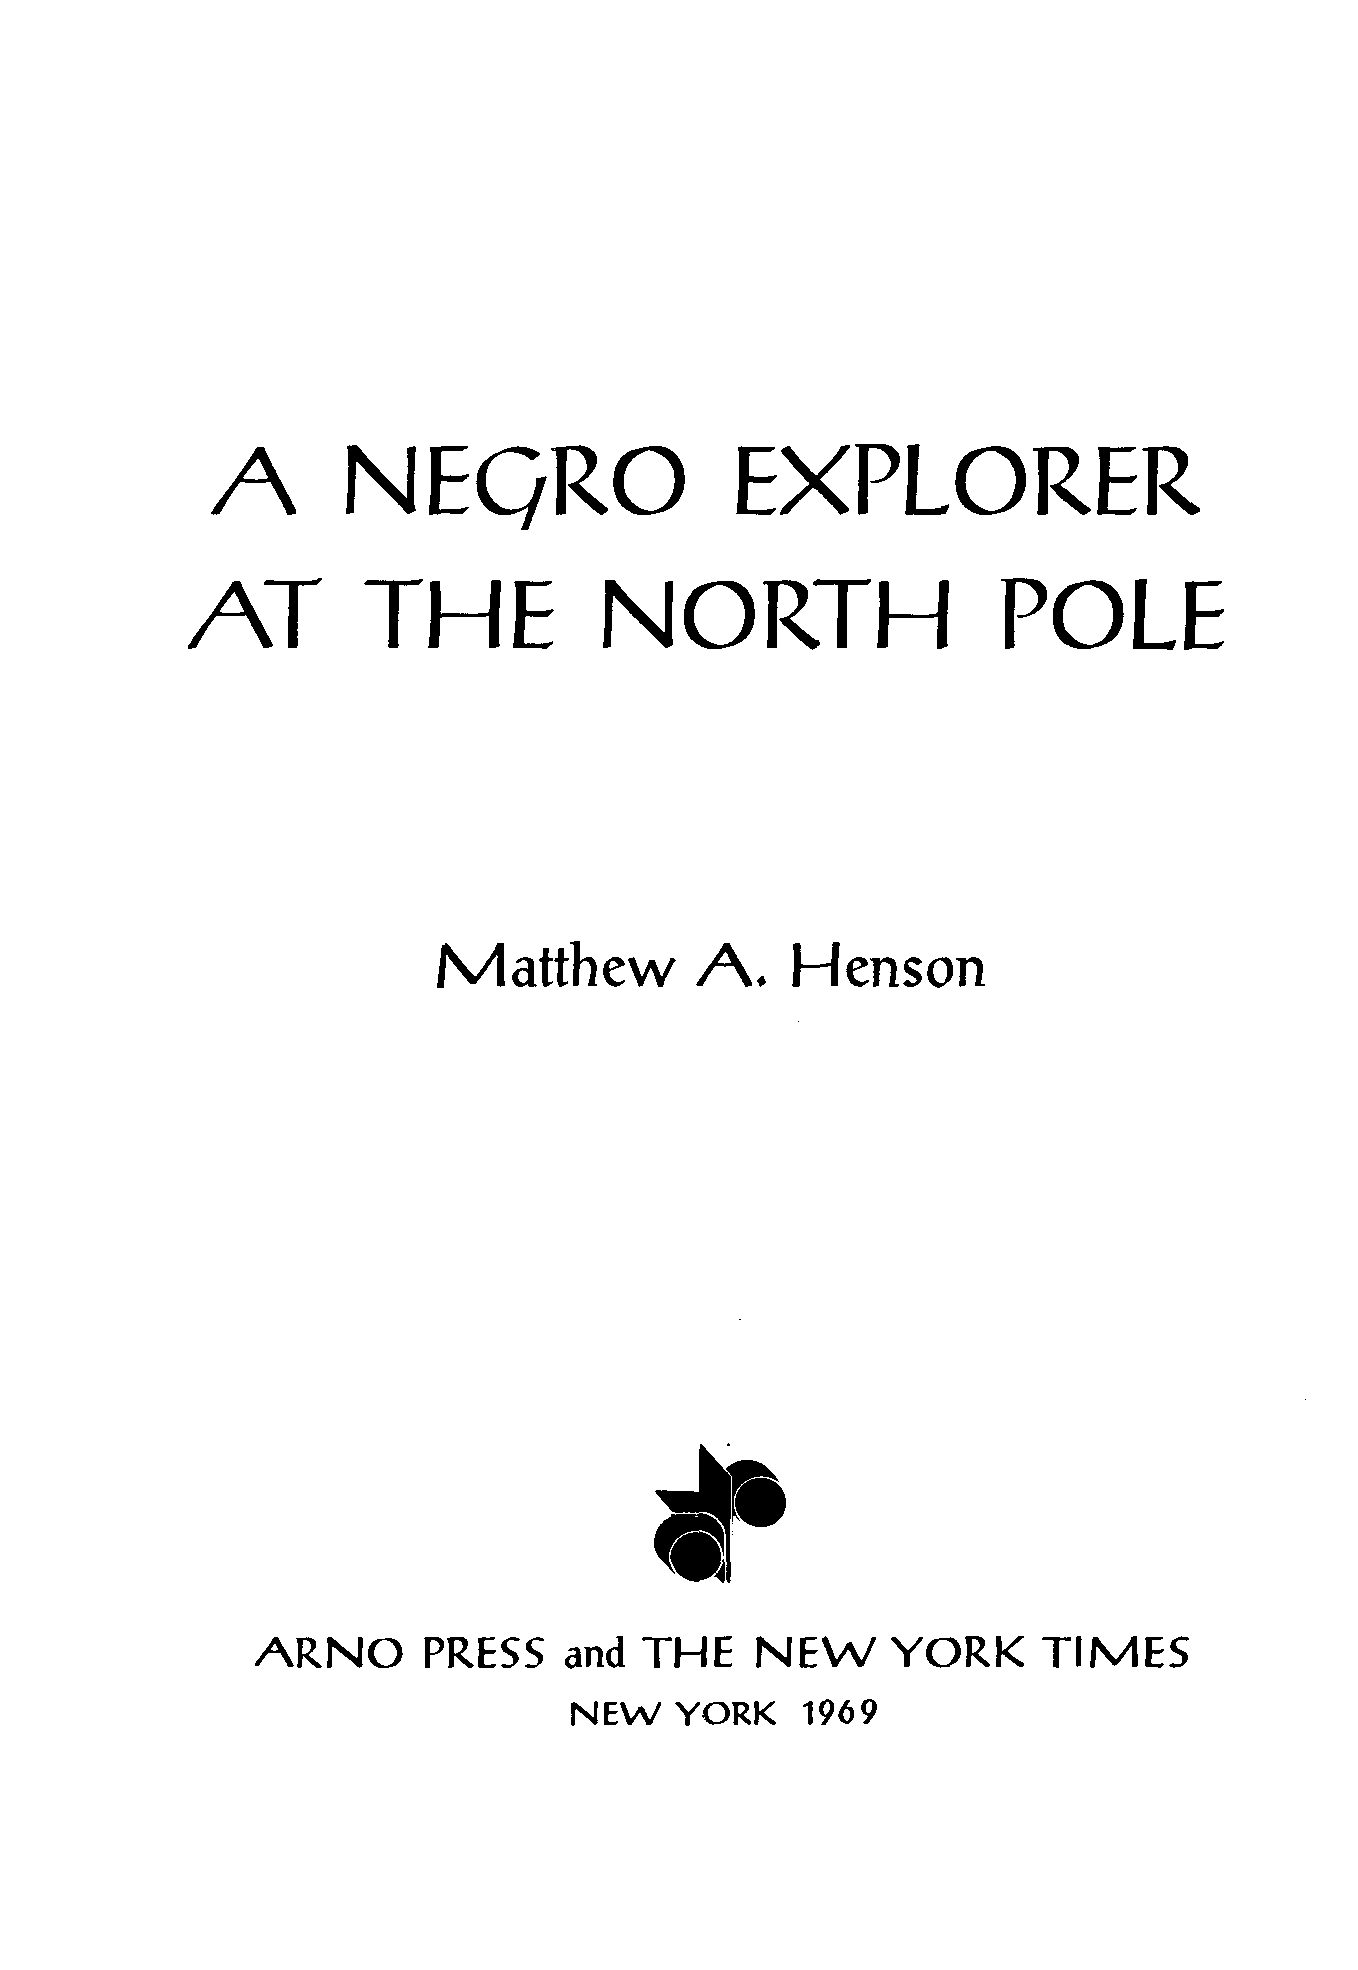 A NEGRO EXPLORER
AT THE NORTH POLE
Matthew A. Henson
ARNO PRESS and THE NEW YORK TIMES
NEW YORK 1969